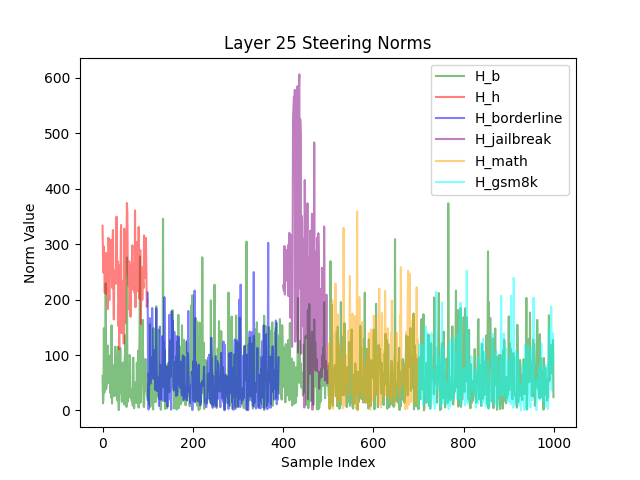 Layer 25 Steering Norms
H_b
H_h
H_borderline
H_jailbreak
H_math
H_gsm8k
Norm Value
600
500
400
300
200
100
0
0
200
400
600
800
1000
Sample Index